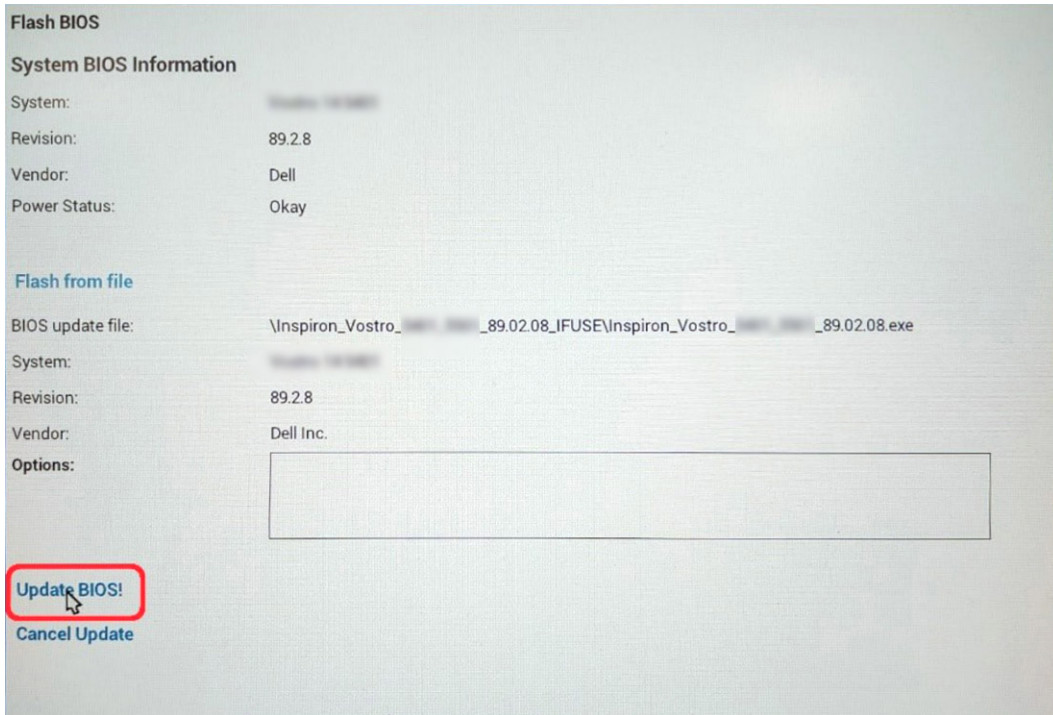 Flash BIOS
System BIOS Information
System:
Revision: 89.2.8
Vendor: Dell
Power Status: Okay
Flash from file
BIOS update file: \Inspiron_Vostro_ _89.02.08_IFUSE\Inspiron_Vostro_ _89.02.08.exe
System:
Revision: 89.2.8
Vendor: Dell Inc.
Options:
Update BIOS!
Cancel Update